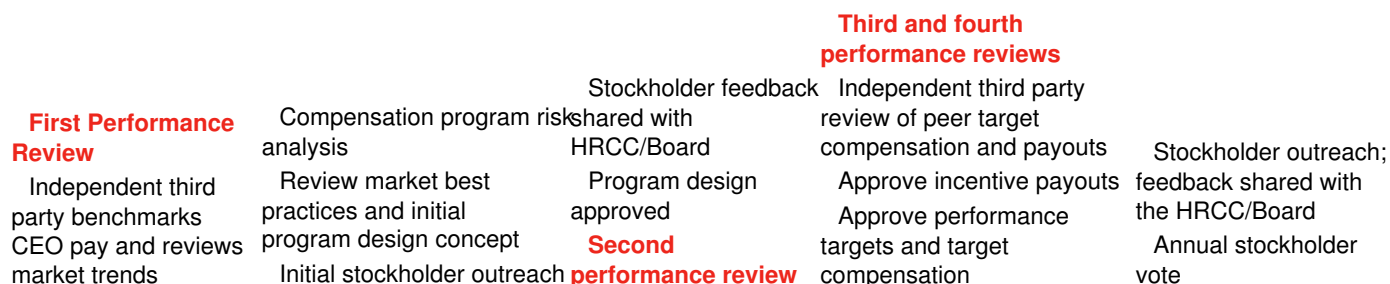 First Performance
Review
Independent third
party benchmarks
CEO pay and reviews
market trends
Compensation program risk
analysis
Review market best
practices and initial
program design concept
Initial stockholder outreach
Stockholder feedback
shared with
HRCC/Board
Program design
approved
Second
performance review
Third and fourth
performance reviews
Independent third party
review of peer target
compensation and payouts
Approve incentive payouts
Approve performance
targets and target
compensation
Stockholder outreach;
feedback shared with
the HRCC/Board
Annual stockholder
vote